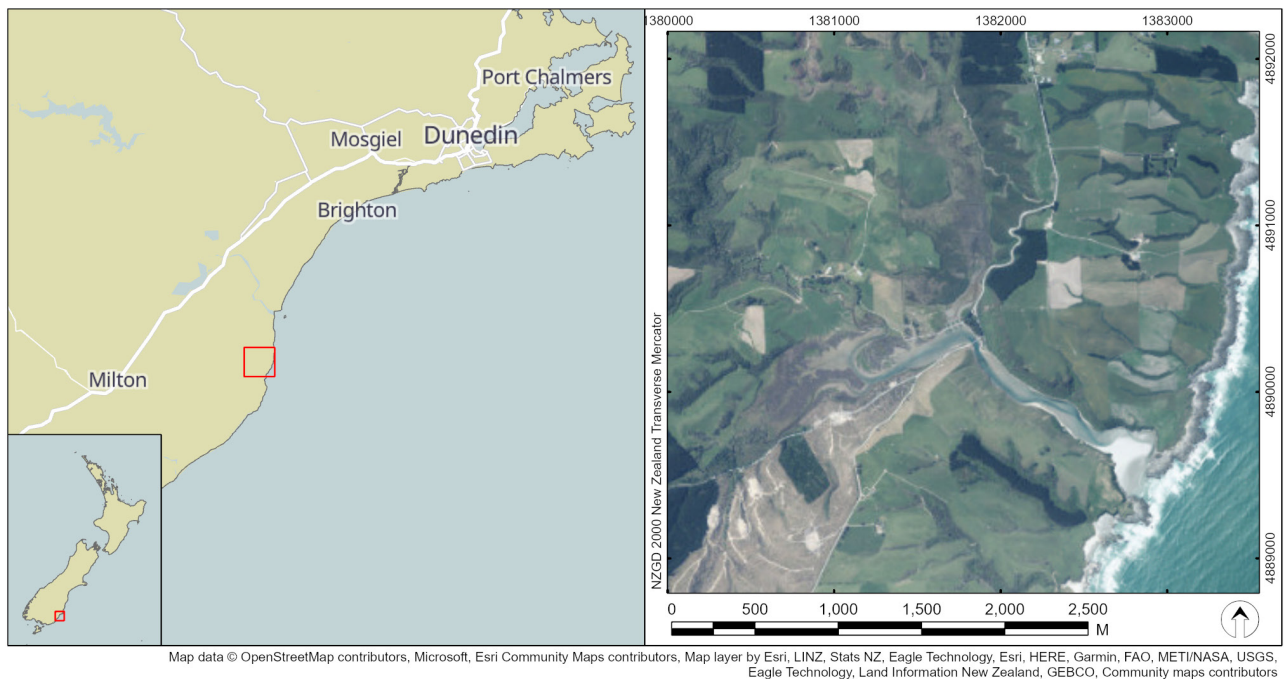 Port Chalmers
Mosgiel
Dunedin
Brighton
Milton
1380000
1381000
1382000
1383000
4892000
4891000
4890000
4889000
NZGD 2000 New Zealand Transverse Mercator
0 500 1,000 1,500 2,000 2,500
M
Map data © OpenStreetMap contributors, Microsoft, Esri Community Maps contributors, Map layer by Esri, LINZ, Stats NZ, Eagle Technology, Esri, HERE, Garmin, FAO, METI/NASA, USGS,
Eagle Technology, Land Information New Zealand, GEBCO, Community maps contributors